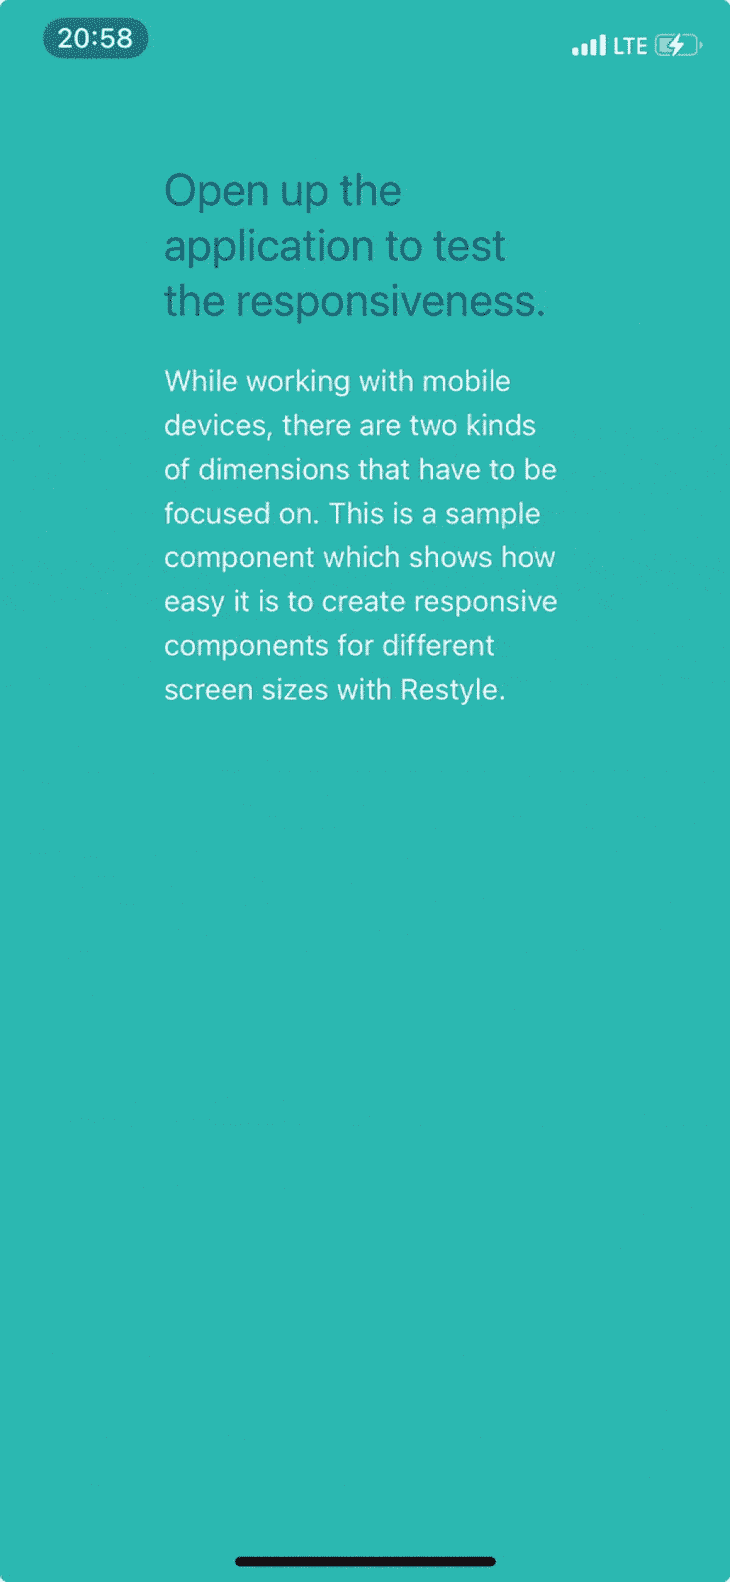 20:58
LTE
Open up the
application to test
the responsiveness.
While working with mobile
devices, there are two kinds
of dimensions that have to be
focused on. This is a sample
component which shows how
easy it is to create responsive
components for different
screen sizes with Restyle.